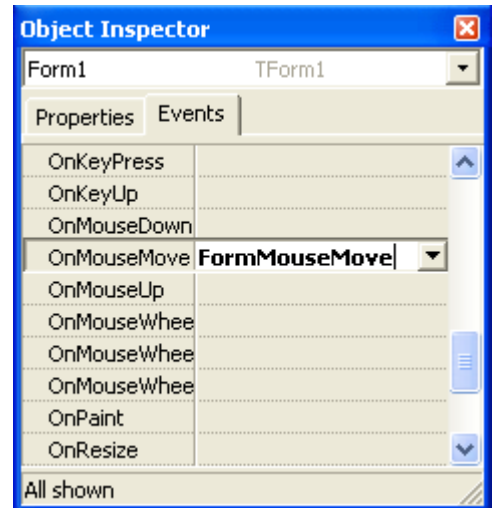 Object Inspector
Form1 TForm1
Properties Events
OnKeyPress
OnKeyUp
OnMouseDown
OnMouseMove FormMouseMove
OnMouseUp
OnMouseWhee
OnMouseWhee
OnMouseWhee
OnPaint
OnResize
All shown